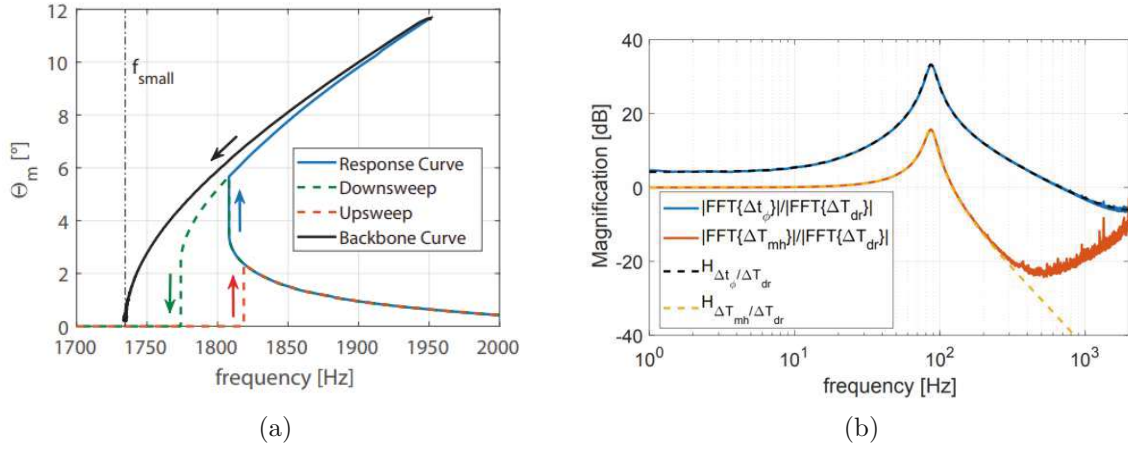 12
10
8
6
4
2
0
Θm [°]
fsmall
Response Curve
Downsweep
Upsweep
Backbone Curve
1700 1750 1800 1850 1900 1950 2000
frequency [Hz]
(a)
40
20
0
-20
-40
Magnification [dB]
|FFT{Δtϕ}|/|FFT{ΔTdr}|
|FFT{ΔTmh}|/|FFT{ΔTdr}|
HΔtϕ/ΔTdr
HΔTmh/ΔTdr
10^0 10^1 10^2 10^3
frequency [Hz]
(b)